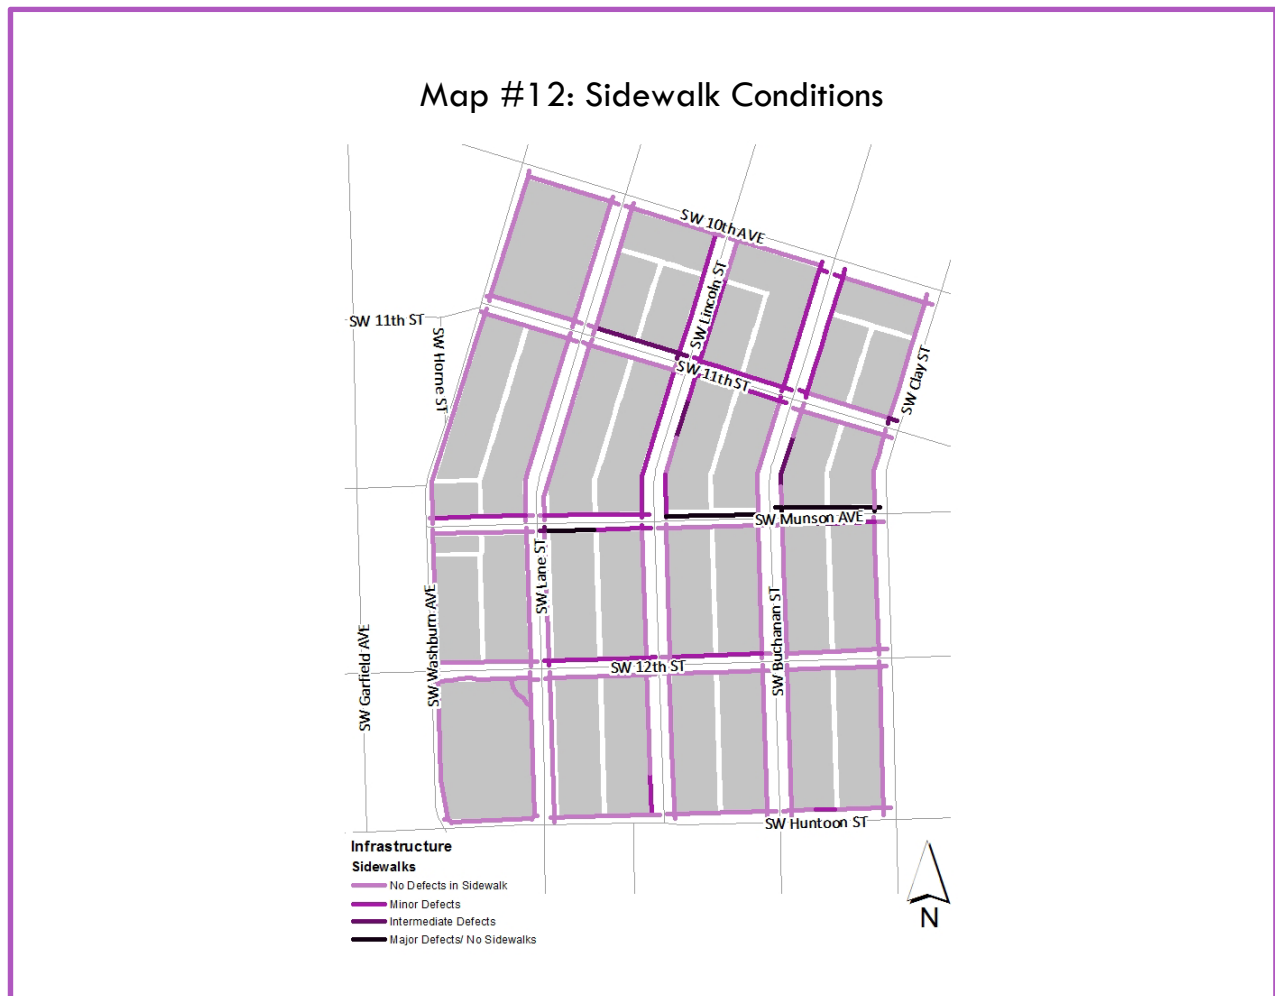 Map #12: Sidewalk Conditions
SW 10th AVE
SW Lincoln ST
SW 11th ST
SW Horne ST
SW 11th ST
SW Clay ST
SW Munson AVE
SW Lane ST
SW Washburn AVE
SW Buchanan ST
SW Garfield AVE
SW 12th ST
SW Huntoon ST
Infrastructure
Sidewalks
No Defects in Sidewalk
Minor Defects
Intermediate Defects
Major Defects/ No Sidewalks
N